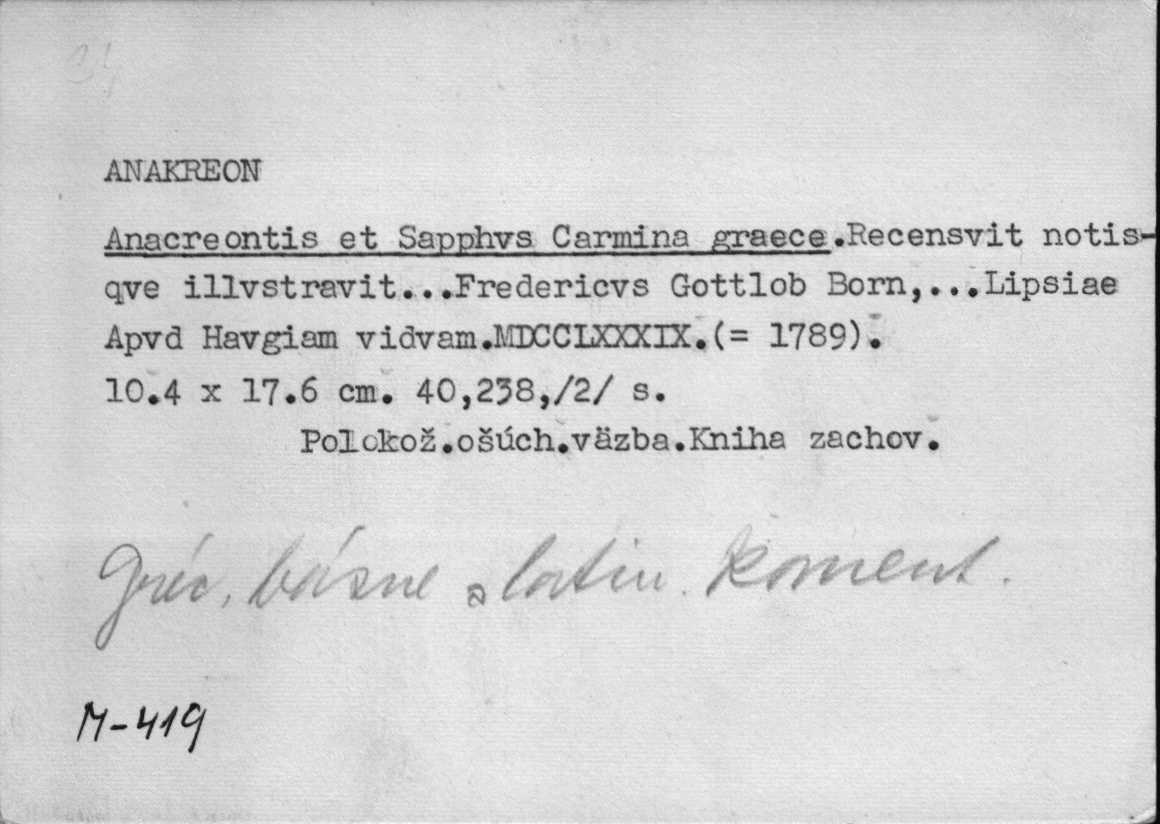 ANAKREON
Anacreontis et Sapphvs Carmina graece.Recensvit notis-
qve illvstravit...Fredericvs Gottlob Born,...Lipsiae
Apvd Havgiam vidvam.MDCCLXXXIX.(= 1789).
10.4 x 17.6 cm. 40,238,/2/ s.
Polokož.ošúch.väzba.Kniha zachov.
Gréc. básne s latin. koment.
M-419